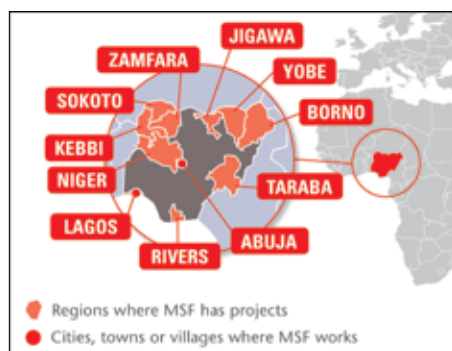 JIGAWA
ZAMFARA
YOBE
SOKOTO
BORNO
KEBBI
NIGER
TARABA
LAGOS
ABUJA
RIVERS
Regions where MSF has projects
Cities, towns or villages where MSF works